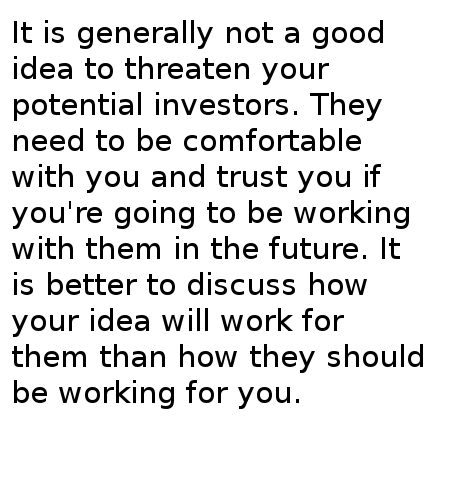 It is generally not a good
idea to threaten your
potential investors. They
need to be comfortable
with you and trust you if
you're going to be working
with them in the future. It
is better to discuss how
your idea will work for
them than how they should
be working for you.